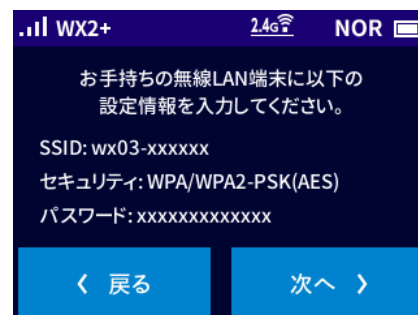 WX2+ 2.4G NOR
お手持ちの無線LAN端末に以下の
設定情報を入力してください。
SSID: wx03-xxxxxx
セキュリティ: WPA/WPA2-PSK(AES)
パスワード: xxxxxxxxxxxxx
戻る 次へ